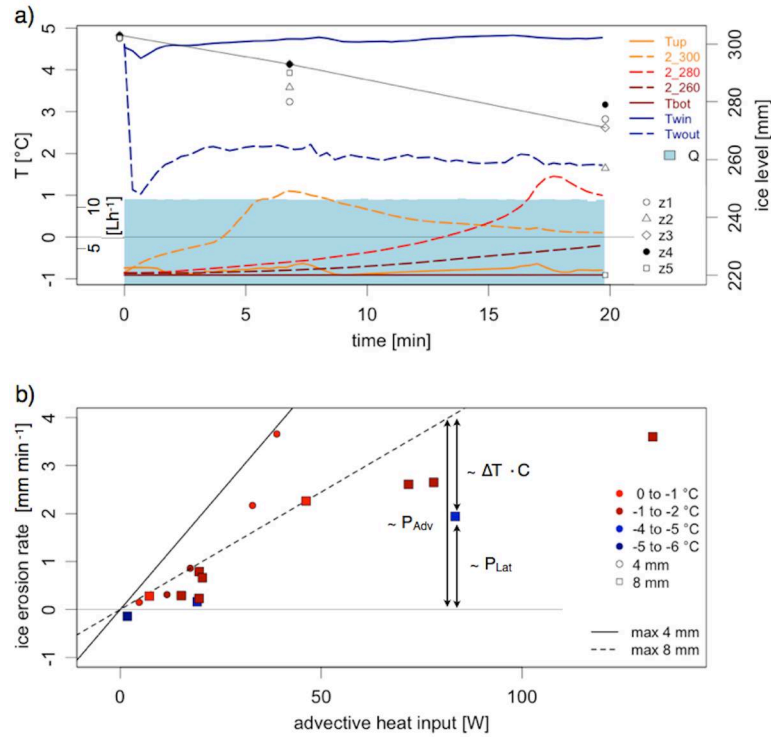 a)
5
4
3
2
1
0
-1
T [°C]
10
5
[Lh-1]
Tup
2_300
2_280
2_260
Tbot
Twin
Twout
Q
z1
z2
z3
z4
z5
300
280
260
240
220
ice level [mm]
0
5
10
15
20
time [min]
b)
4
3
2
1
0
-1
ice erosion rate [mm min-1]
~ ΔT · C
~ PAdv
~ PLat
0 to -1 °C
-1 to -2 °C
-4 to -5 °C
-5 to -6 °C
4 mm
8 mm
max 4 mm
max 8 mm
0
50
100
advective heat input [W]